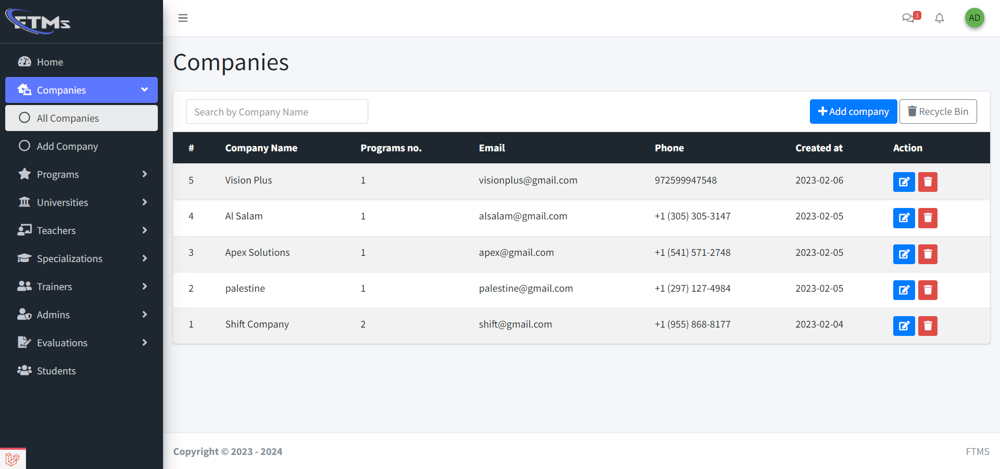 FTMs
3
AD
Home
Companies
All Companies
Add Company
Programs
Universities
Teachers
Specializations
Trainers
Admins
Evaluations
Students
Companies
Search by Company Name
Add company
Recycle Bin
# Company Name Programs no. Email Phone Created at Action
5 Vision Plus 1 visionplus@gmail.com 972599947548 2023-02-06
4 Al Salam 1 alsalam@gmail.com +1 (305) 305-3147 2023-02-05
3 Apex Solutions 1 apex@gmail.com +1 (541) 571-2748 2023-02-05
2 palestine 1 palestine@gmail.com +1 (297) 127-4984 2023-02-05
1 Shift Company 2 shift@gmail.com +1 (955) 868-8177 2023-02-04
Copyright © 2023 - 2024
FTMS